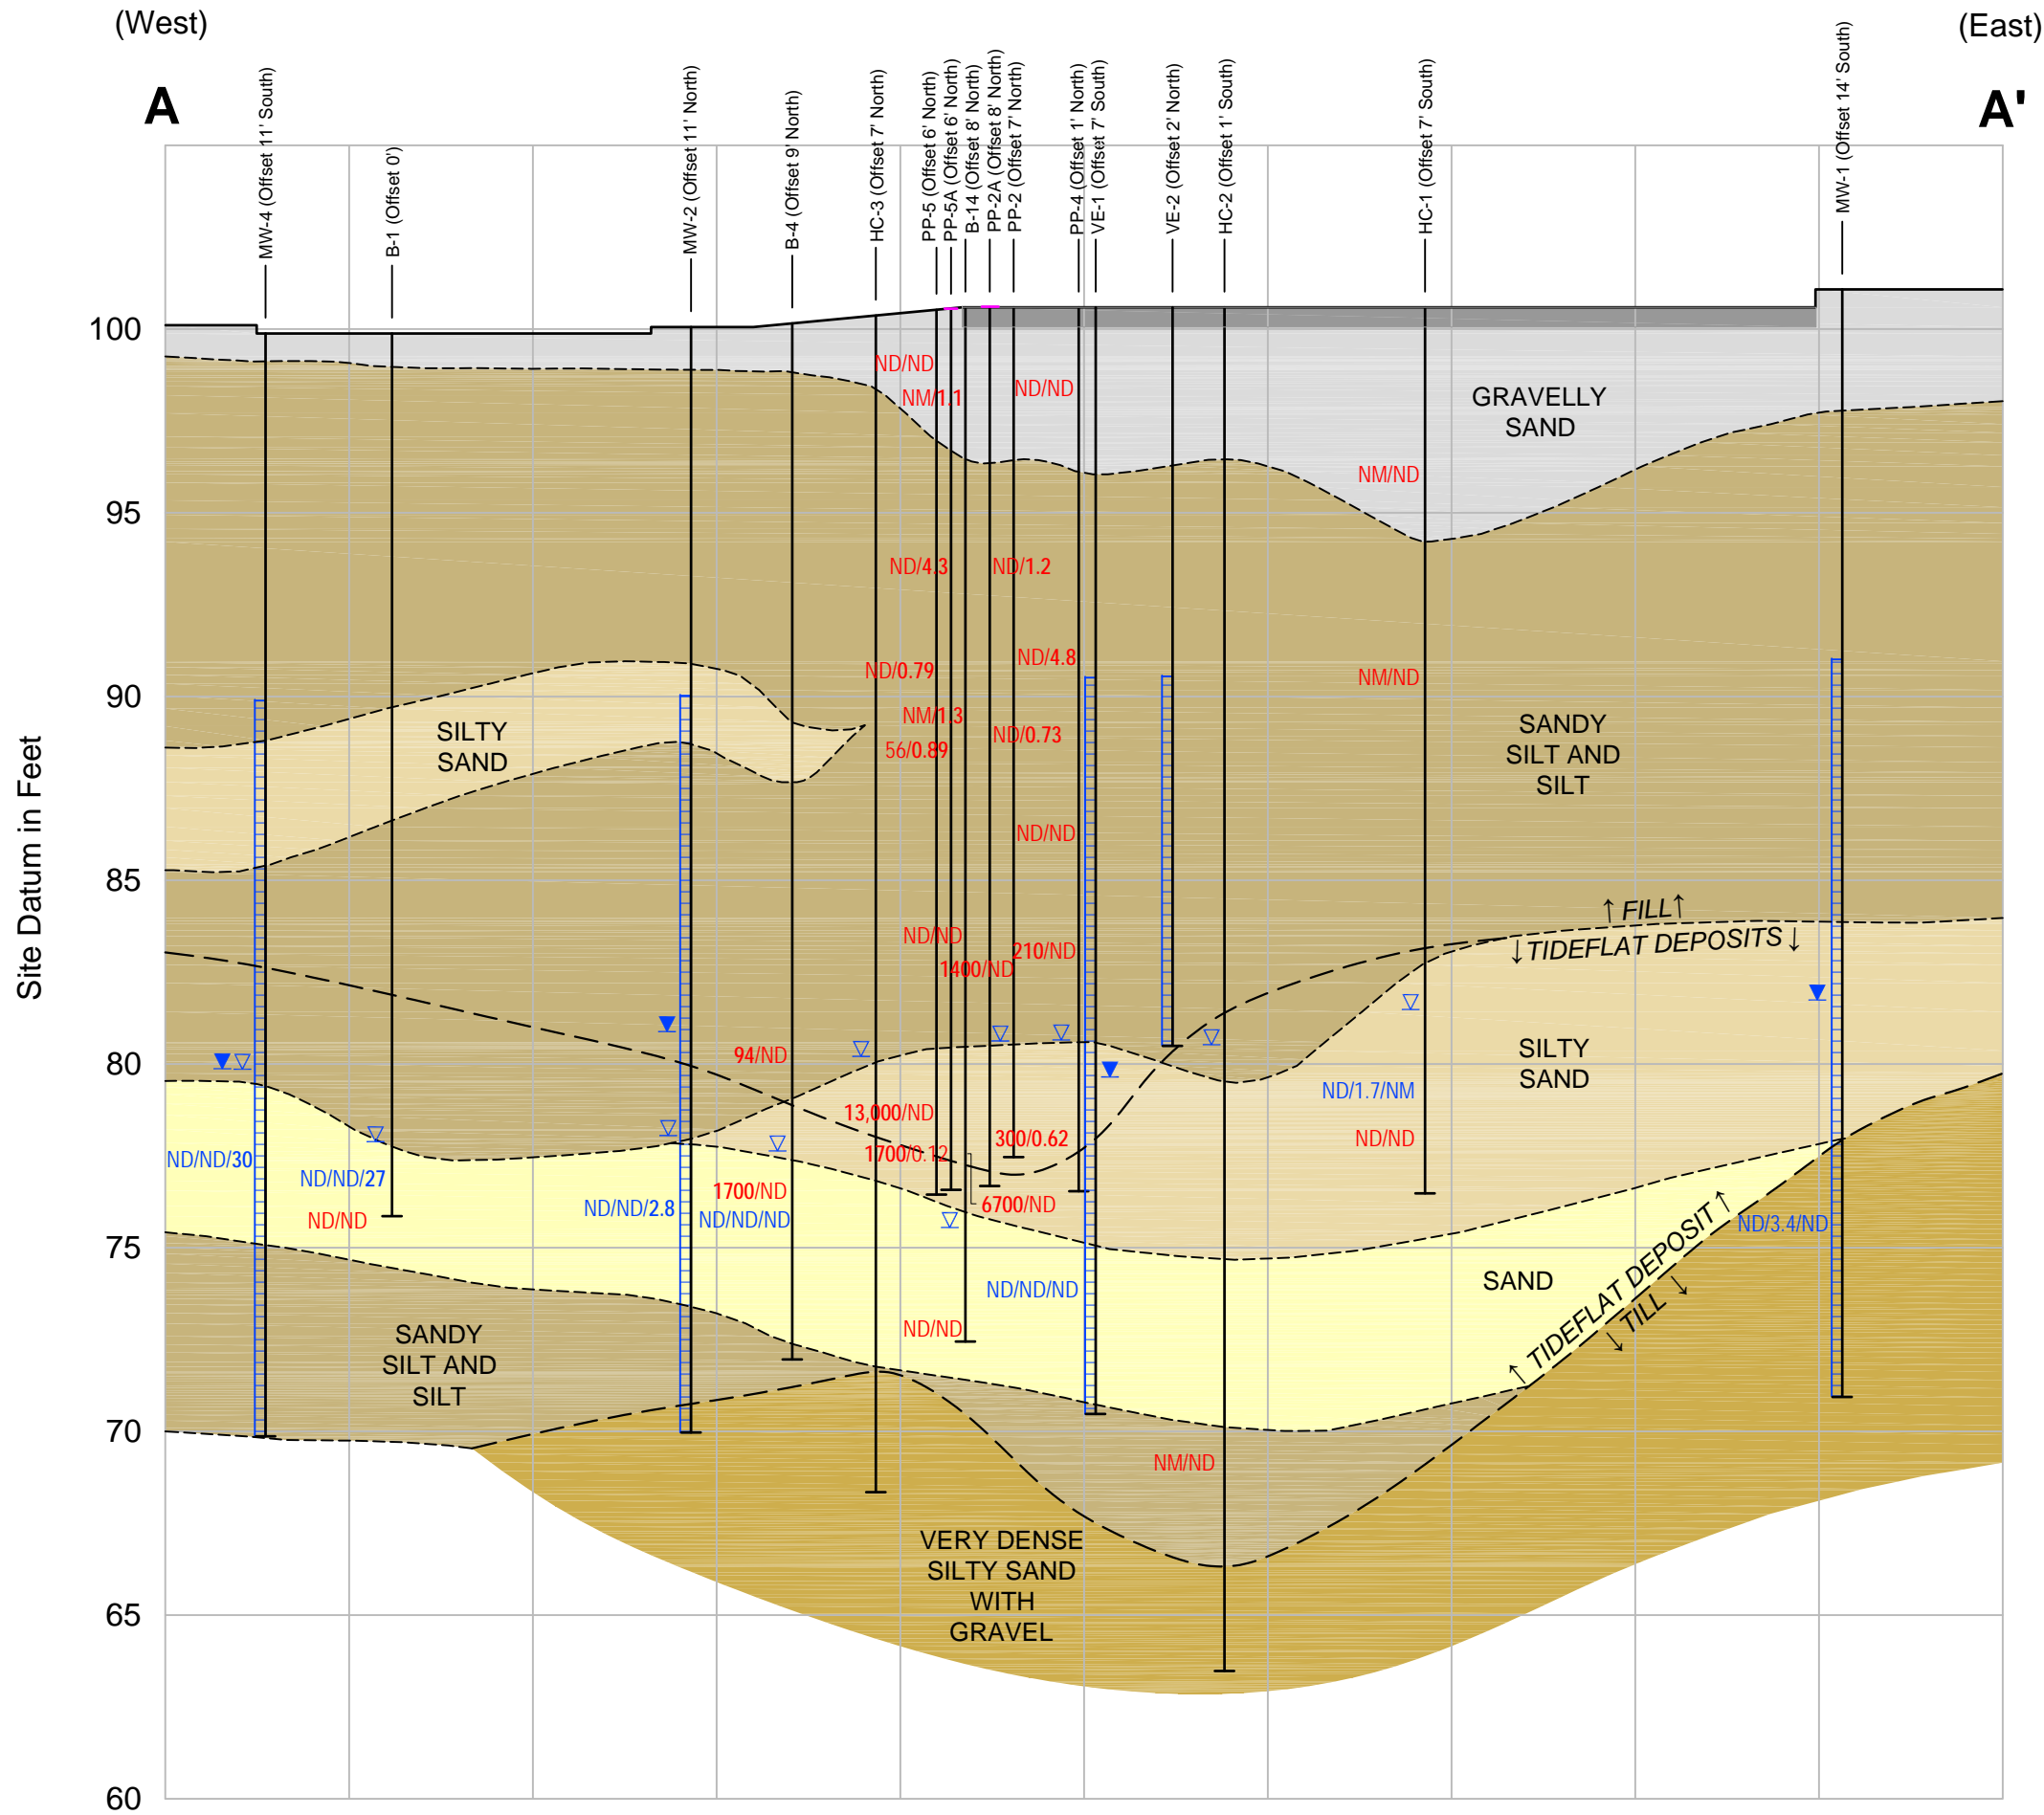 (West)
(East)
A
A'
MW-4 (Offset 11' South)
B-1 (Offset 0')
MW-2 (Offset 11' North)
B-4 (Offset 9' North)
HC-3 (Offset 7' North)
PP-5 (Offset 6' North)
PP-5A (Offset 6' North)
B-14 (Offset 8' North)
PP-2A (Offset 8' North)
PP-2 (Offset 7' North)
PP-4 (Offset 1' North)
VE-1 (Offset 7' South)
VE-2 (Offset 2' North)
HC-2 (Offset 1' South)
HC-1 (Offset 7' South)
MW-1 (Offset 14' South)
Site Datum in Feet
100
95
90
85
80
75
70
65
60
ND/ND
NM/1.1
ND/ND
GRAVELLY
SAND
NM/ND
ND/4.3
ND/1.2
ND/4.8
ND/0.79
NM/ND
NM/1.3
ND/0.73
56/0.89
SILTY
SAND
SANDY
SILT AND
SILT
ND/ND
↑ FILL ↑
↓ TIDEFLAT DEPOSITS ↓
ND/ND
210/ND
1400/ND
94/ND
SILTY
SAND
ND/1.7/NM
13,000/ND
300/0.62
ND/ND
1700/0.12
ND/ND/30
ND/ND/27
1700/ND
6700/ND
ND/ND/2.8
ND/ND/ND
ND/ND
ND/3.4/ND
ND/ND/ND
SAND
↑ TIDEFLAT DEPOSIT ↑
↓ TILL ↓
ND/ND
SANDY
SILT AND
SILT
NM/ND
VERY DENSE
SILTY SAND
WITH
GRAVEL